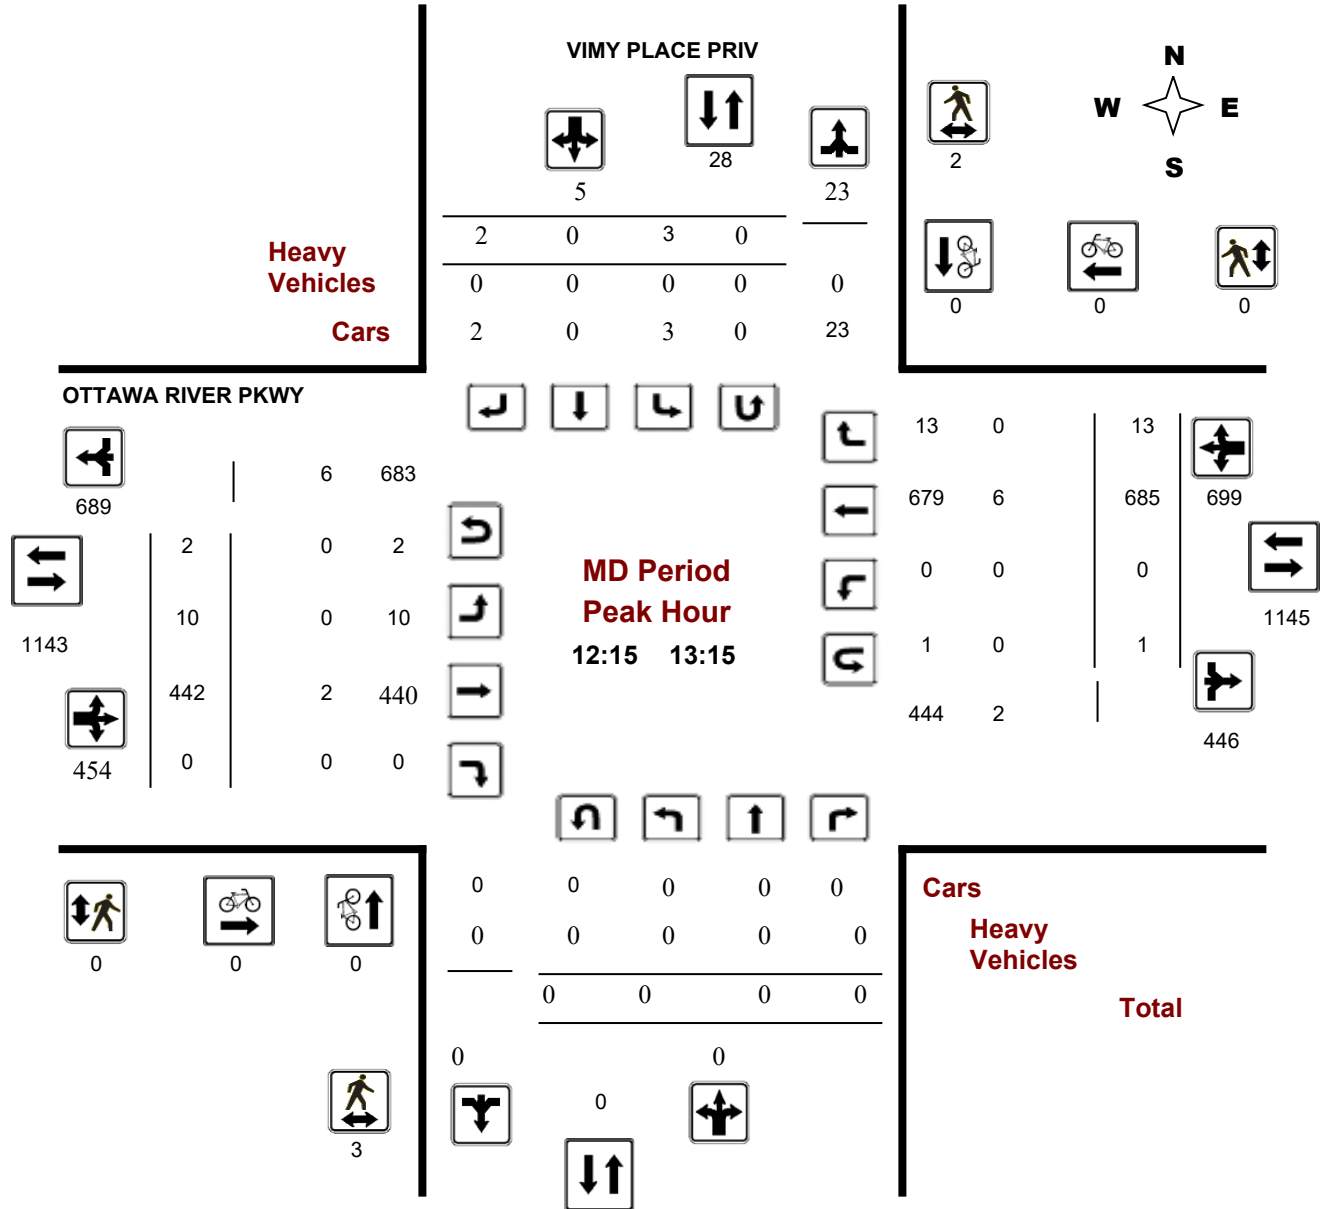 VIMY PLACE PRIV
N
W E
S
28
2
5
23
2 0 3 0
Heavy
Vehicles
0 0 0 0 0
0 0 0
Cars
2 0 3 0 23
OTTAWA RIVER PKWY
13 0 13
6 683
689
679 6 685 699
2 0 2
MD Period
0 0 0
10 0 10
Peak Hour
1145
1143
12:15 13:15
1 0 1
442 2 440
444 2
446
454 0 0 0
0 0 0 0 0
Cars
0 0 0 0 0
Heavy
Vehicles
0 0 0
0 0 0 0
Total
0 0
0
3